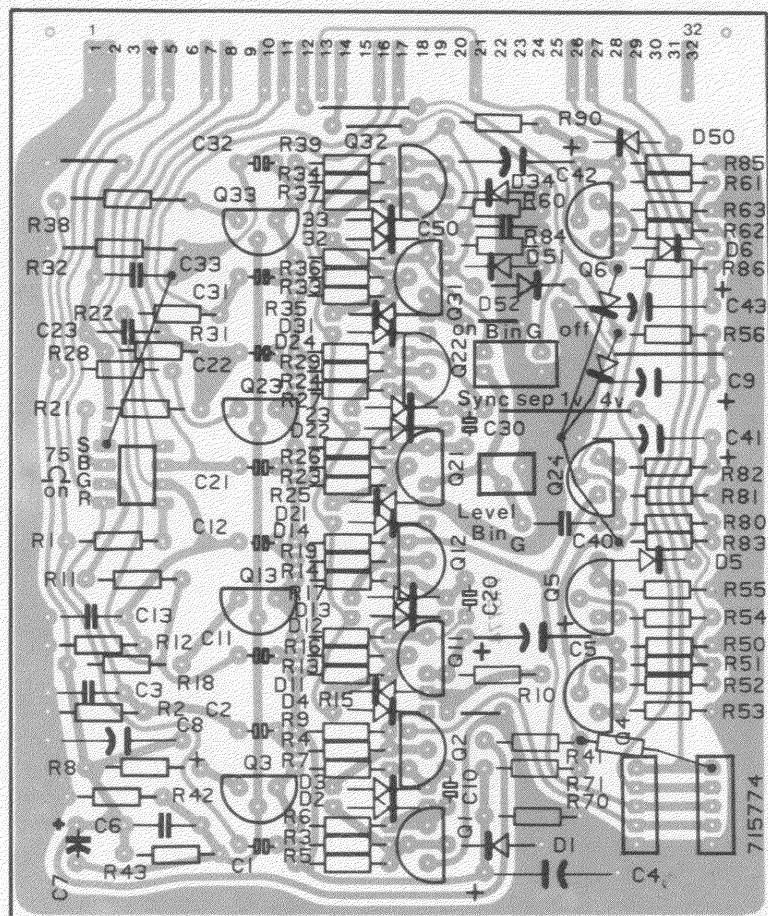 1 32
1 2 3 4 5 6 7 8 9 10 11 12 13 14 15 16 17 18 19 20 21 22 23 24 25 26 27 28 29 30 31 32
R90
C32 R39 Q32 + D50
R34 C42 R85
D34
Q33 R37 R60 R61
R38 33 C50 R63
32 R84 R62
R32 C33 R36 D51 D6
R33 Q6 R86
C31 Q31 D52 +
R22 R35 C43
C23 R31 D31 on Bin G off R56
D24
R28 C22 R29 Q22
R24
Q23 R27 Sync sep 1v/4v C9
R21 23 +
D22 C30 C41
S R26 +
75 B C21 R23 Q21 Q24 R82
on G
R R25 R81
D21 Level
C12 D14 Bin G R80
R1 R19 Q12 C40 R83
R11 Q13 R14 D5
R17 C20 Q5 R55
C13 D13
D12 + R54
R12 C11 R16 Q11 + C5 R50
R13 R51
R18 D11 R15 R10 R52
C3 D4
R2 C2 R9 R53
C8 R4 Q2 Q4
R8 + Q3 R7 R41
D3 C10 R71
R42 D2 R70
+ C6 R6 Q1 715774
R3 D1
C7 R43 C1 R5 + C4